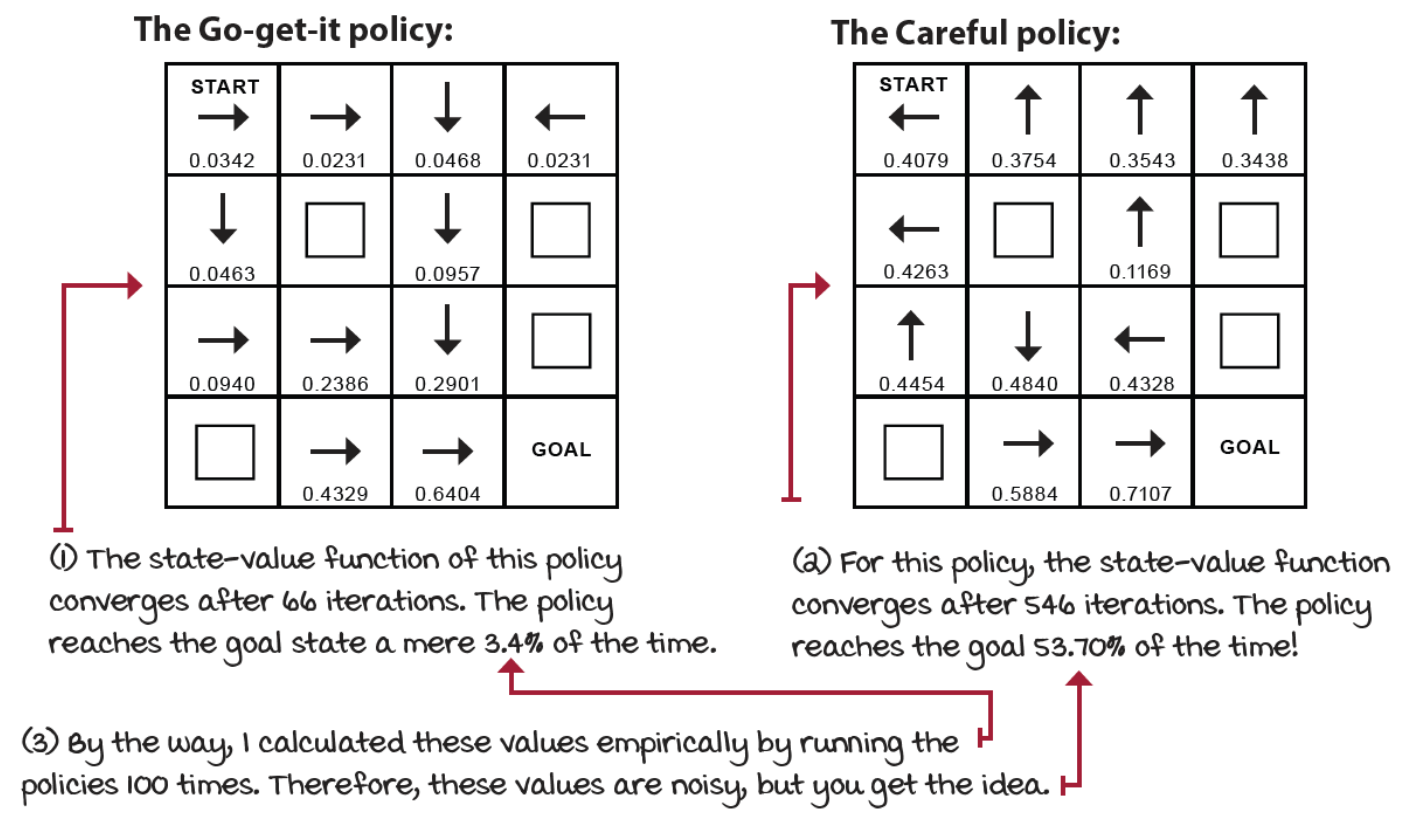 The Go-get-it policy:
START
0.0342 0.0231 0.0468 0.0231
0.0463 0.0957
0.0940 0.2386 0.2901
GOAL
0.4329 0.6404
(1) The state-value function of this policy
converges after 66 iterations. The policy
reaches the goal state a mere 3.4% of the time.
The Careful policy:
START
0.4079 0.3754 0.3543 0.3438
0.4263 0.1169
0.4454 0.4840 0.4328
GOAL
0.5884 0.7107
(2) For this policy, the state-value function
converges after 546 iterations. The policy
reaches the goal 53.70% of the time!
(3) By the way, I calculated these values empirically by running the
policies 100 times. Therefore, these values are noisy, but you get the idea.